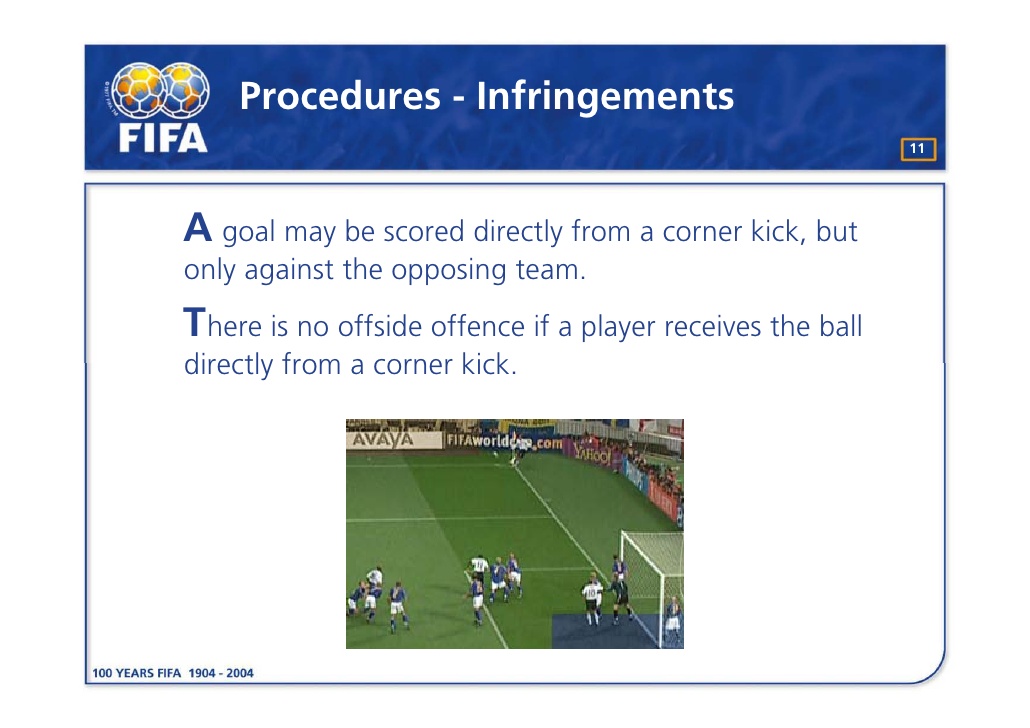 Procedures - Infringements
FIFA
11
A goal may be scored directly from a corner kick, but
only against the opposing team.
There is no offside offence if a player receives the ball
directly from a corner kick.
AVAYA
YAHOO!
10
100 YEARS FIFA 1904 - 2004